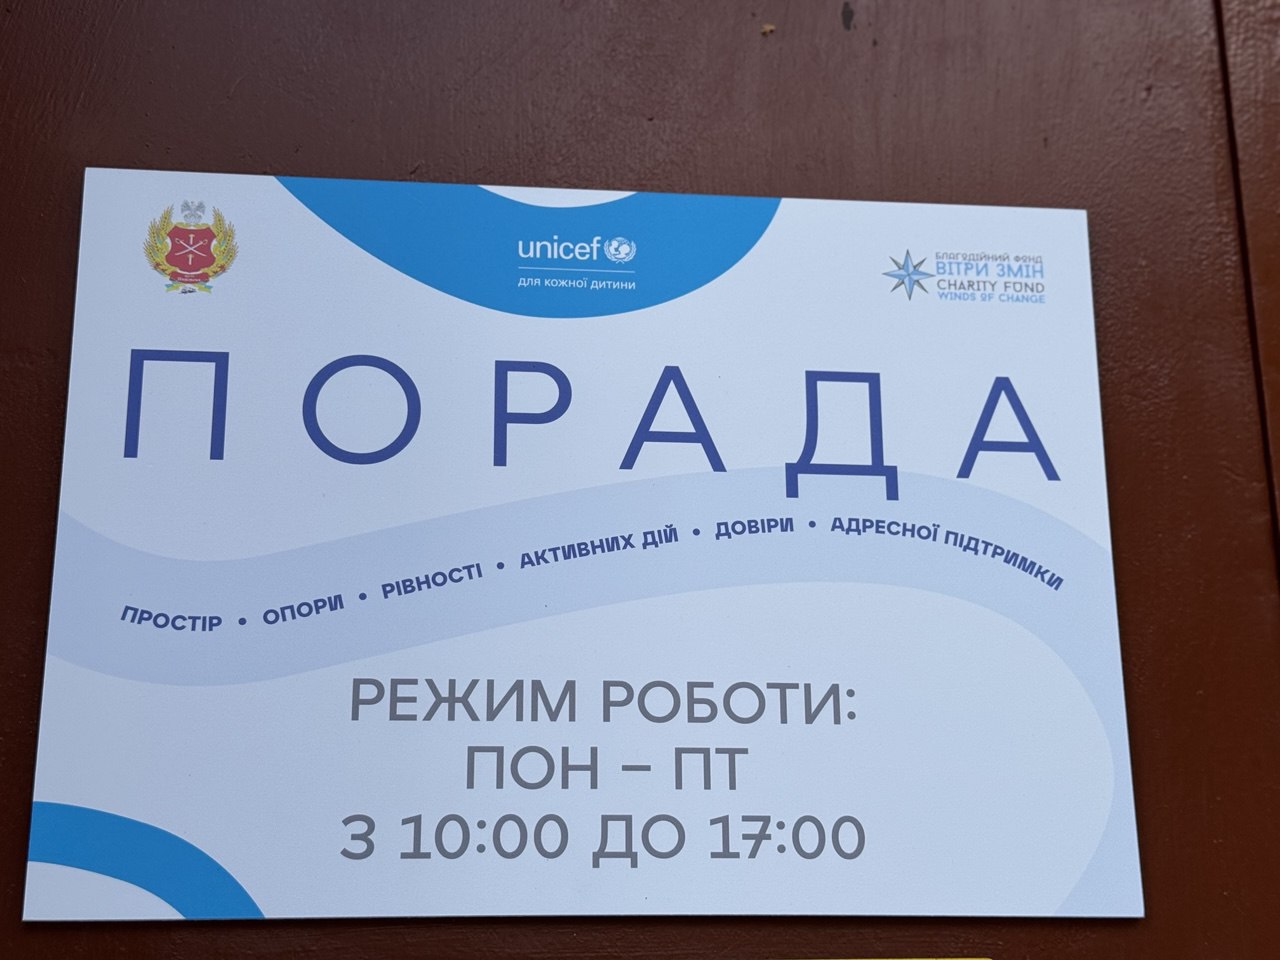 unicef
для кожної дитини
БЛАГОДІЙНИЙ ФОНД
ВІТРИ ЗМІН
CHARITY FUND
WINDS OF CHANGE
ПОРАДА
ПРОСТІР • ОПОРИ • РІВНОСТІ • АКТИВНИХ ДІЙ • ДОВІРИ • АДРЕСНОЇ ПІДТРИМКИ
РЕЖИМ РОБОТИ:
ПОН – ПТ
З 10:00 ДО 17:00